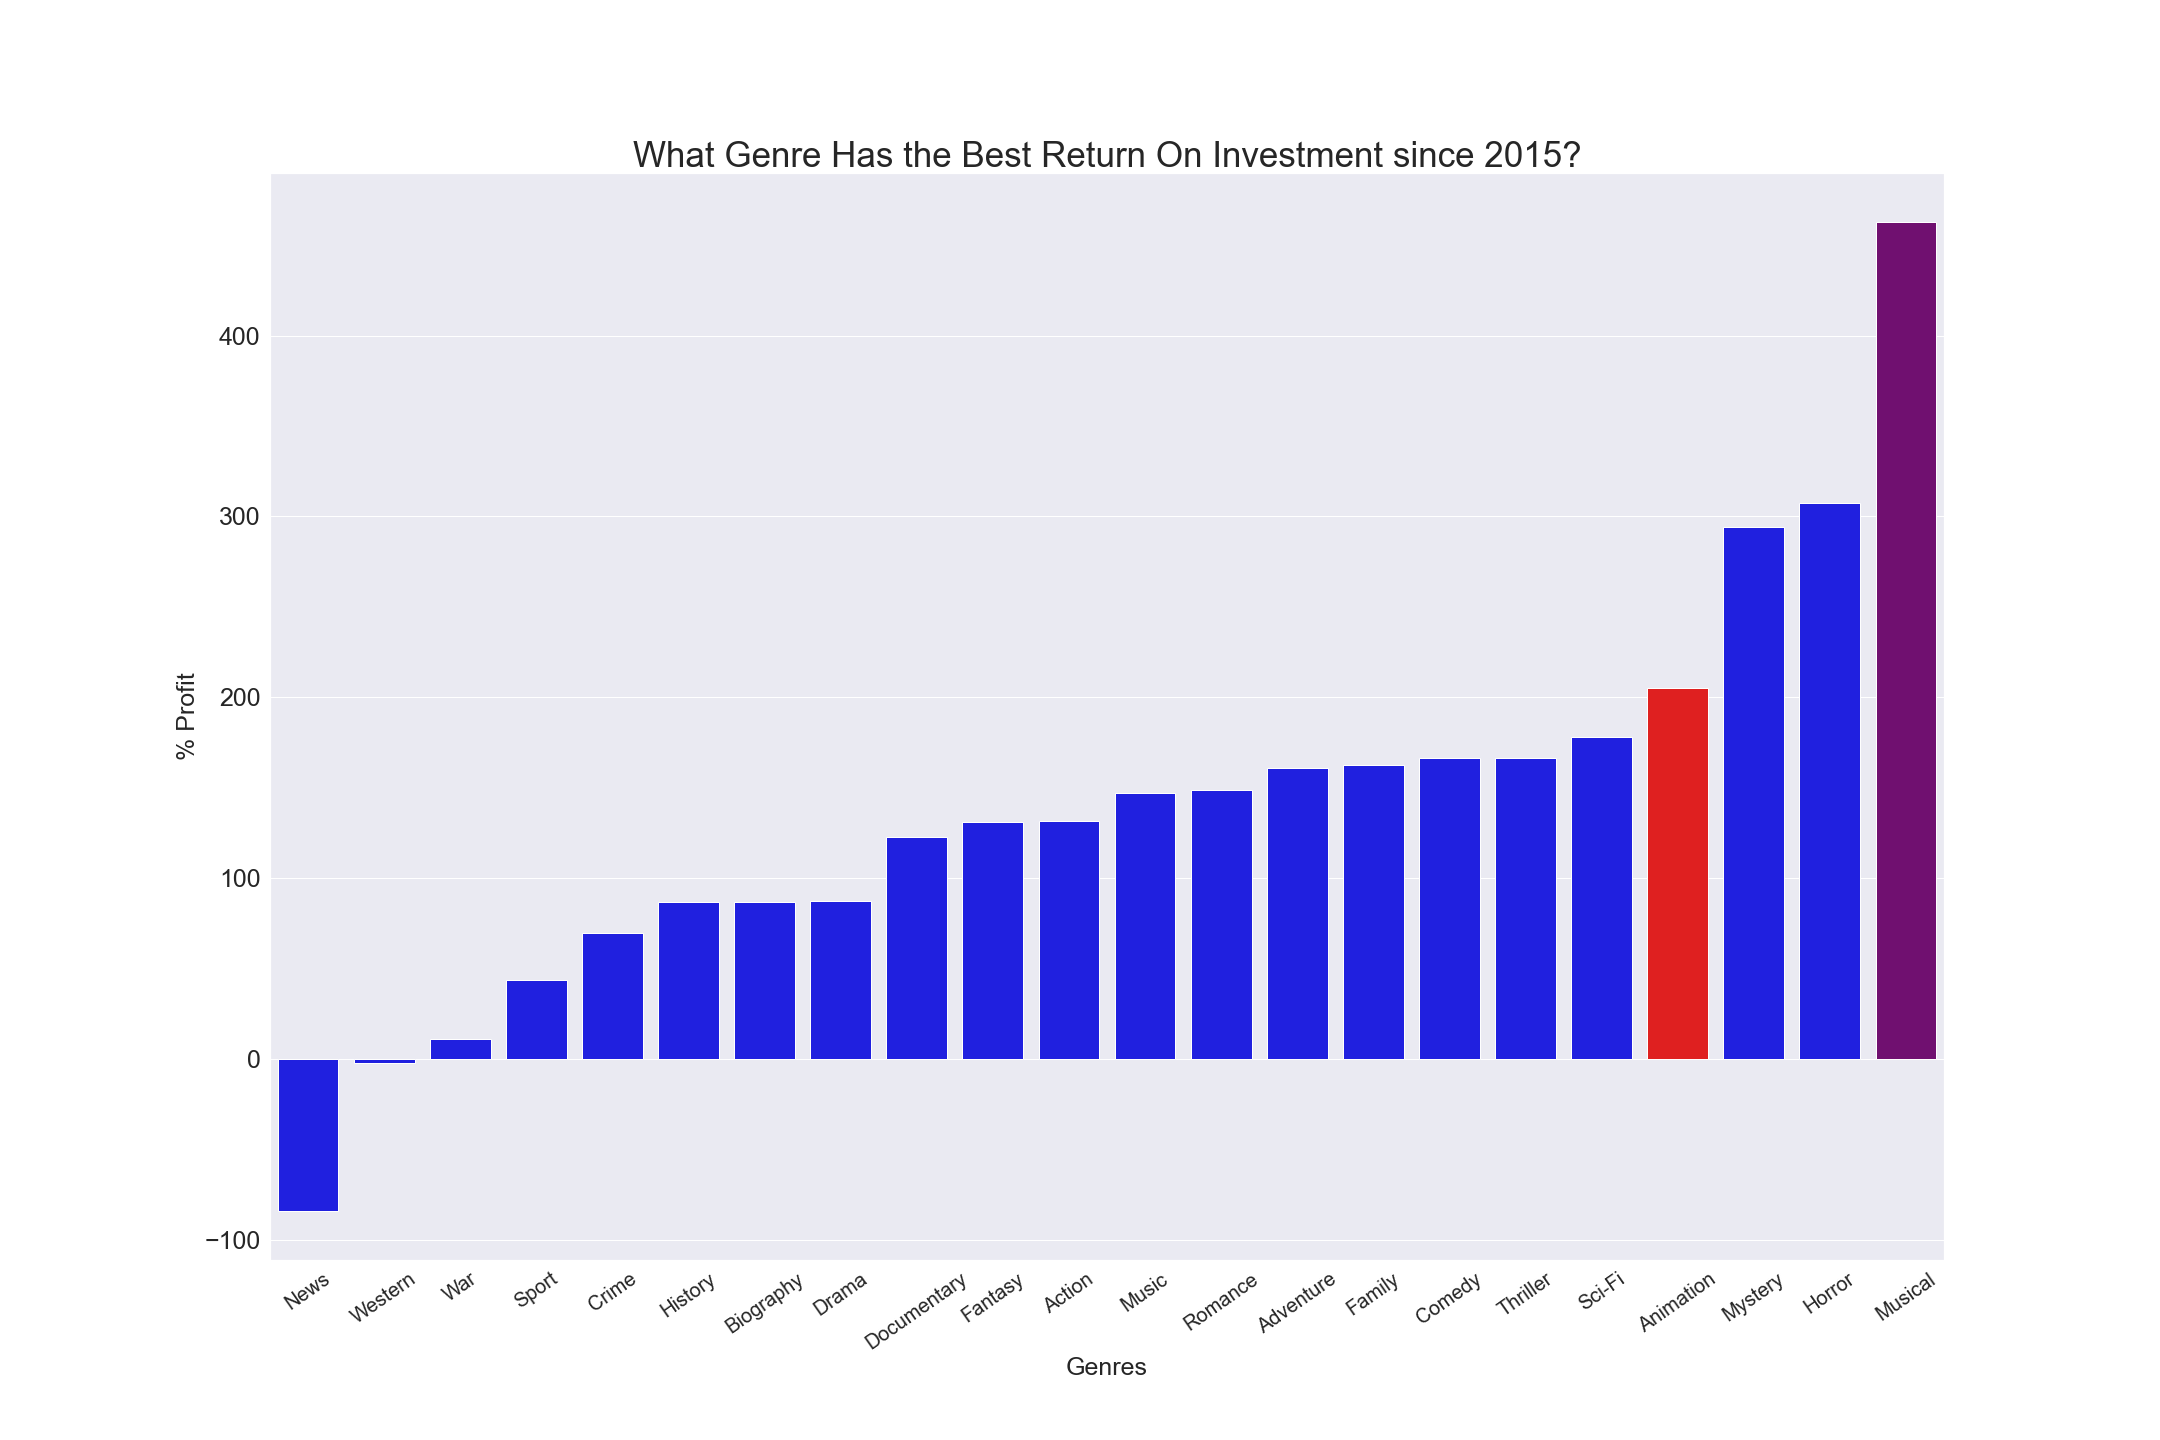 What Genre Has the Best Return On Investment since 2015?
400
300
200
100
0
−100
% Profit
News
Western
War
Sport
Crime
History
Biography
Drama
Documentary
Fantasy
Action
Music
Romance
Adventure
Family
Comedy
Thriller
Sci-Fi
Animation
Mystery
Horror
Musical
Genres